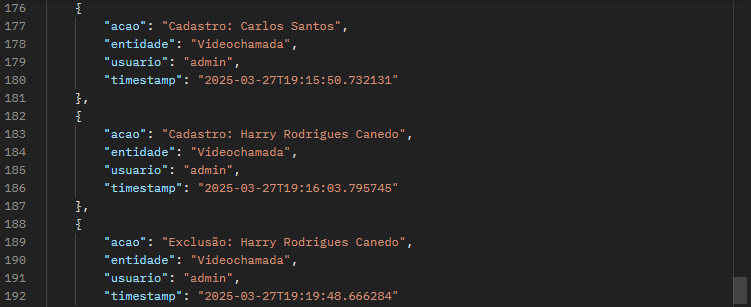 176 {
177 "acao": "Cadastro: Carlos Santos",
178 "entidade": "Videochamada",
179 "usuario": "admin",
180 "timestamp": "2025-03-27T19:15:50.732131"
181 },
182 {
183 "acao": "Cadastro: Harry Rodrigues Canedo",
184 "entidade": "Videochamada",
185 "usuario": "admin",
186 "timestamp": "2025-03-27T19:16:03.795745"
187 },
188 {
189 "acao": "Exclusão: Harry Rodrigues Canedo",
190 "entidade": "Videochamada",
191 "usuario": "admin",
192 "timestamp": "2025-03-27T19:19:48.666284"